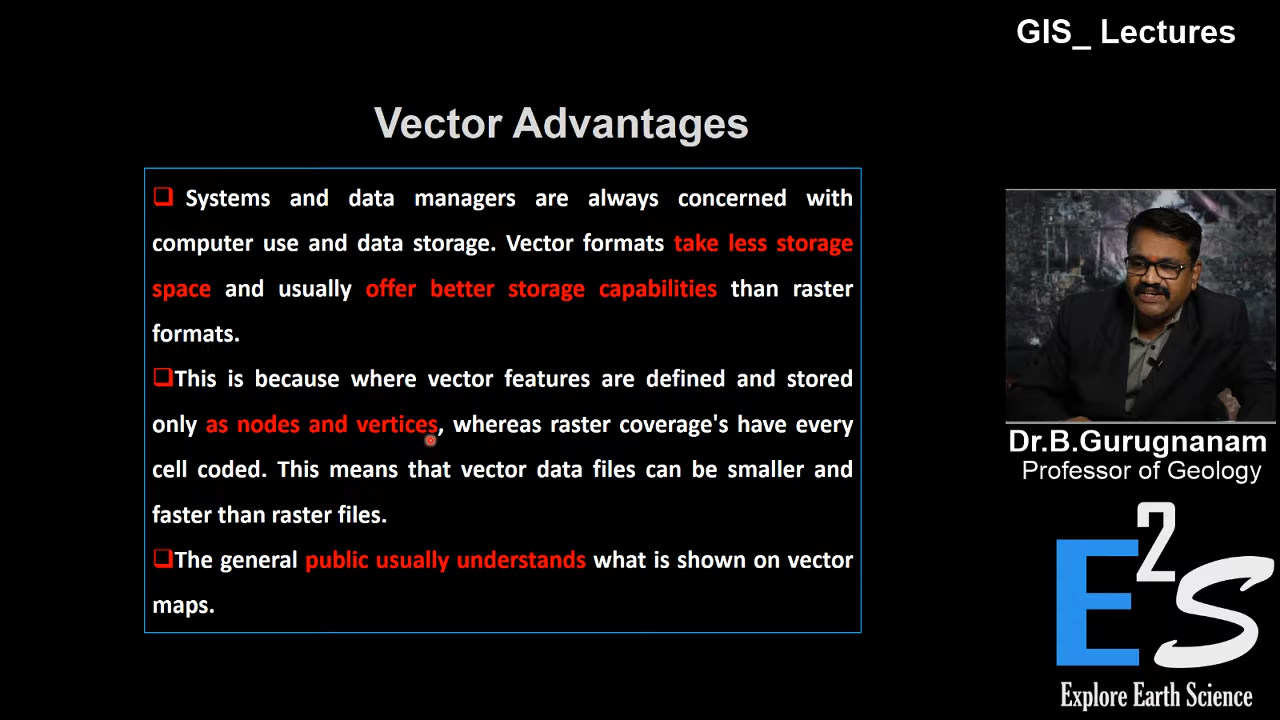 GIS_ Lectures
Vector Advantages
❑ Systems and data managers are always concerned with
computer use and data storage. Vector formats take less storage
space and usually offer better storage capabilities than raster
formats.
❑This is because where vector features are defined and stored
only as nodes and vertices, whereas raster coverage's have every
cell coded. This means that vector data files can be smaller and
faster than raster files.
❑The general public usually understands what is shown on vector
maps.
Dr.B.Gurugnanam
Professor of Geology
E2S
Explore Earth Science